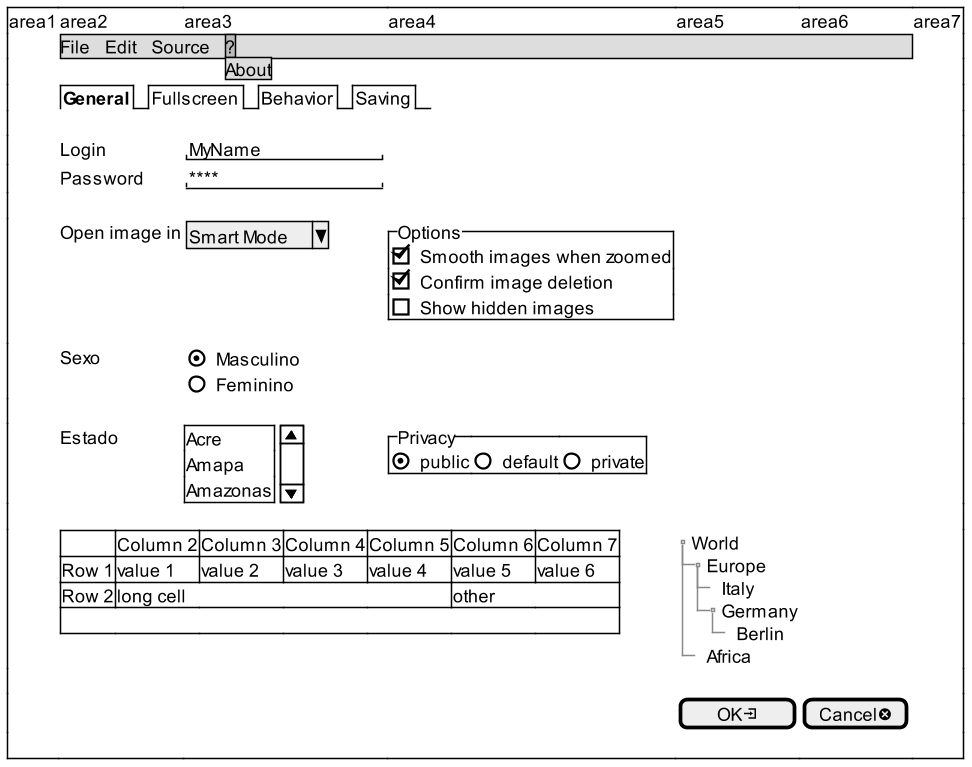 area1 area2 area3 area4 area5 area6 area7
File Edit Source ?
About
General Fullscreen Behavior Saving
Login MyName
Password ****
Open image in Smart Mode
Options
Smooth images when zoomed
Confirm image deletion
Show hidden images
Sexo Masculino
Feminino
Estado
Acre
Amapa
Amazonas
Privacy
public default private
Column 2 Column 3 Column 4 Column 5 Column 6 Column 7
Row 1 value 1 value 2 value 3 value 4 value 5 value 6
Row 2 long cell other
World
Europe
Italy
Germany
Berlin
Africa
OK Cancel